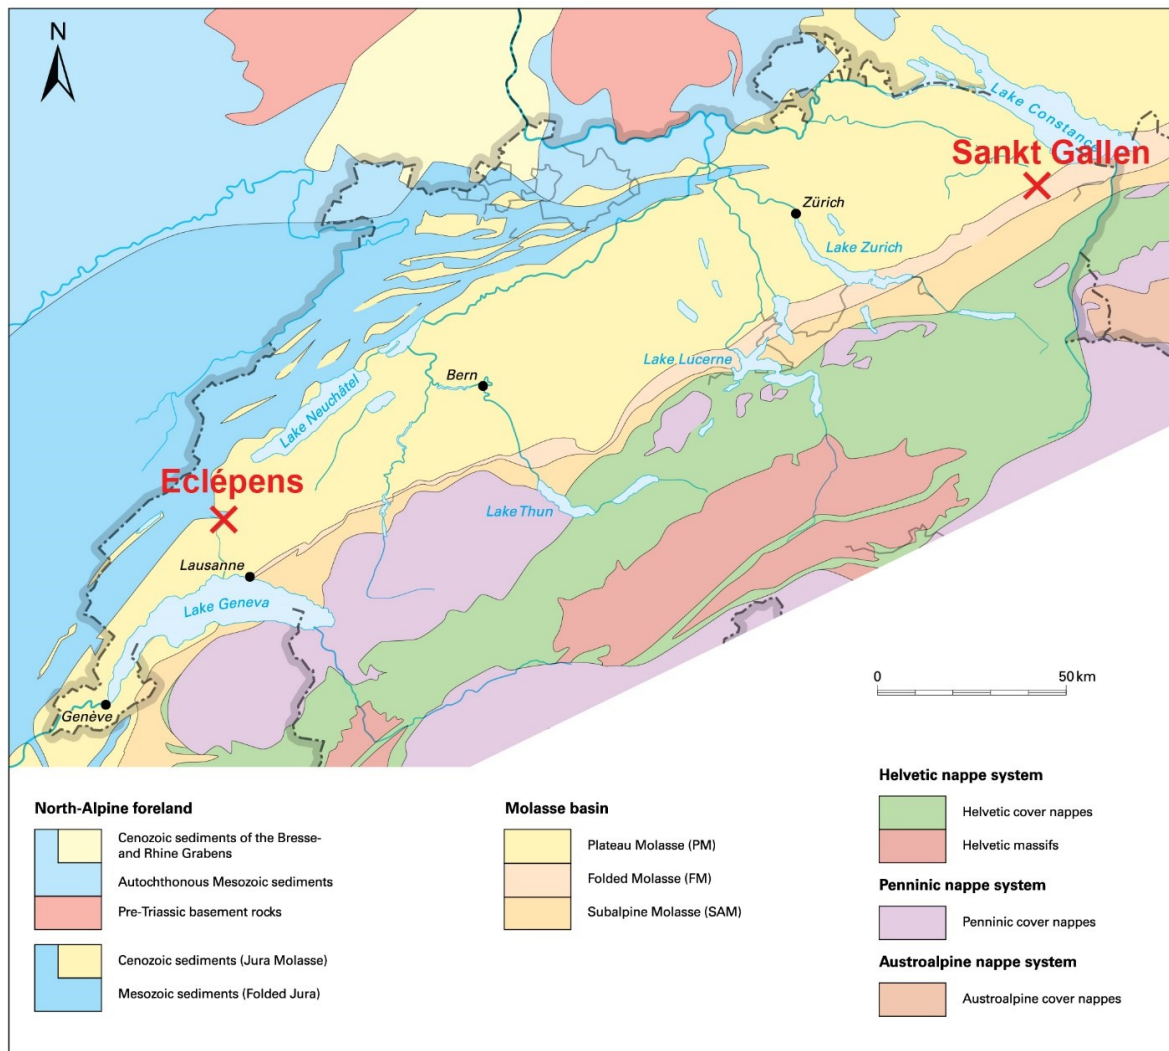 N
Lake Constance
Sankt Gallen
Zürich
Lake Zurich
Lake Lucerne
Bern
Lake Neuchâtel
Eclépens
Lake Thun
Lausanne
Lake Geneva
Genève
0 50 km
North-Alpine foreland
Cenozoic sediments of the Bresse-
and Rhine Grabens
Autochthonous Mesozoic sediments
Pre-Triassic basement rocks
Cenozoic sediments (Jura Molasse)
Mesozoic sediments (Folded Jura)
Molasse basin
Plateau Molasse (PM)
Folded Molasse (FM)
Subalpine Molasse (SAM)
Helvetic nappe system
Helvetic cover nappes
Helvetic massifs
Penninic nappe system
Penninic cover nappes
Austroalpine nappe system
Austroalpine cover nappes